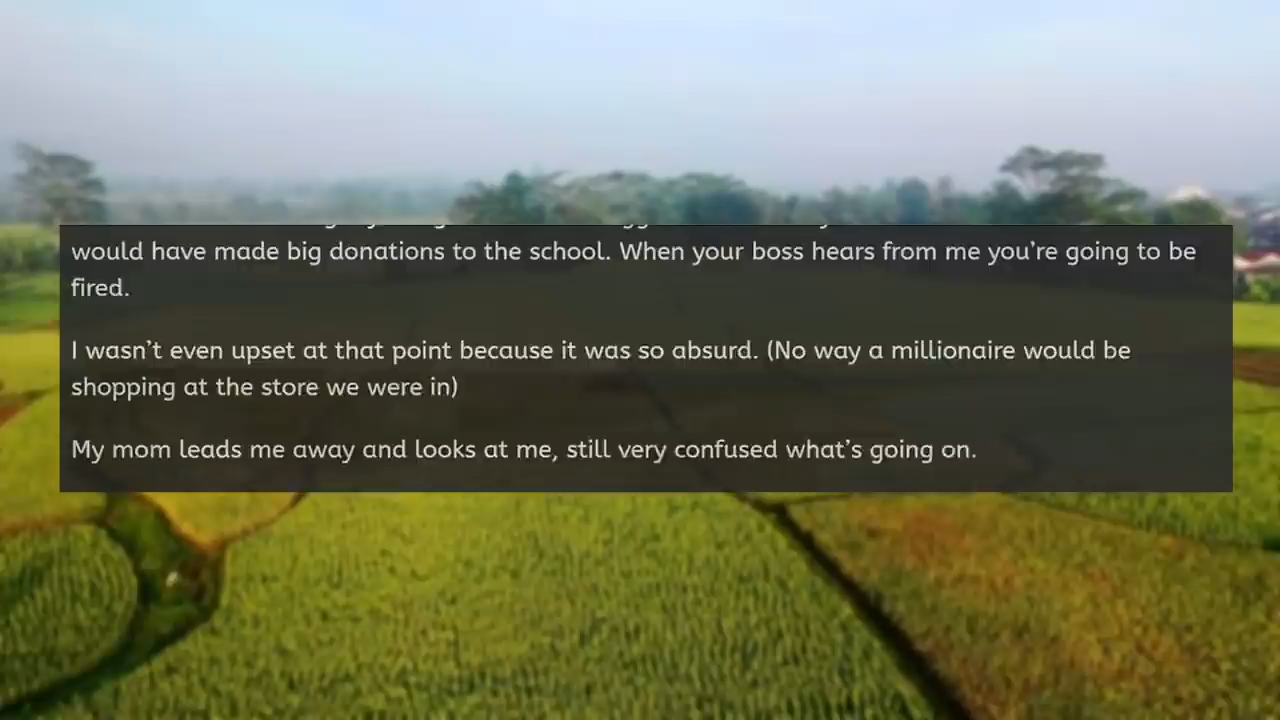 would have made big donations to the school. When your boss hears from me you’re going to be
fired.
I wasn’t even upset at that point because it was so absurd. (No way a millionaire would be
shopping at the store we were in)
My mom leads me away and looks at me, still very confused what’s going on.